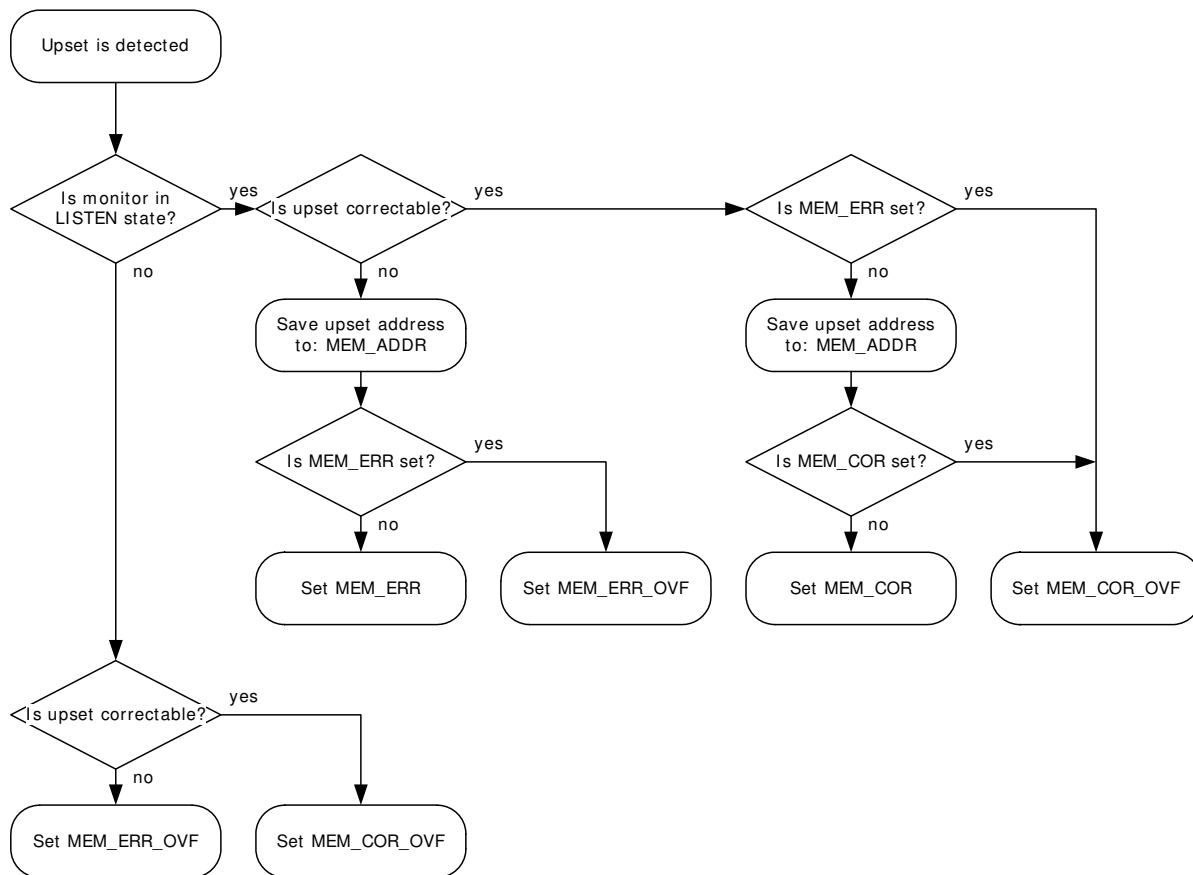 Upset is detected
Is monitor in
LISTEN state?
yes
no
Is upset correctable?
yes
no
Is MEM_ERR set?
yes
no
Save upset address
to: MEM_ADDR
Save upset address
to: MEM_ADDR
Is MEM_ERR set?
yes
no
Is MEM_COR set?
yes
no
Set MEM_ERR
Set MEM_ERR_OVF
Set MEM_COR
Set MEM_COR_OVF
Is upset correctable?
yes
no
Set MEM_ERR_OVF
Set MEM_COR_OVF